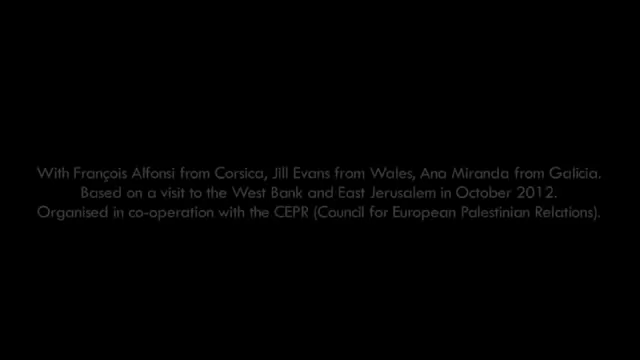 With François Alfonsi from Corsica, Jill Evans from Wales, Ana Miranda from Galicia.
Based on a visit to the West Bank and East Jerusalem in October 2012.
Organised in co-operation with the CEPR (Council for European Palestinian Relations).